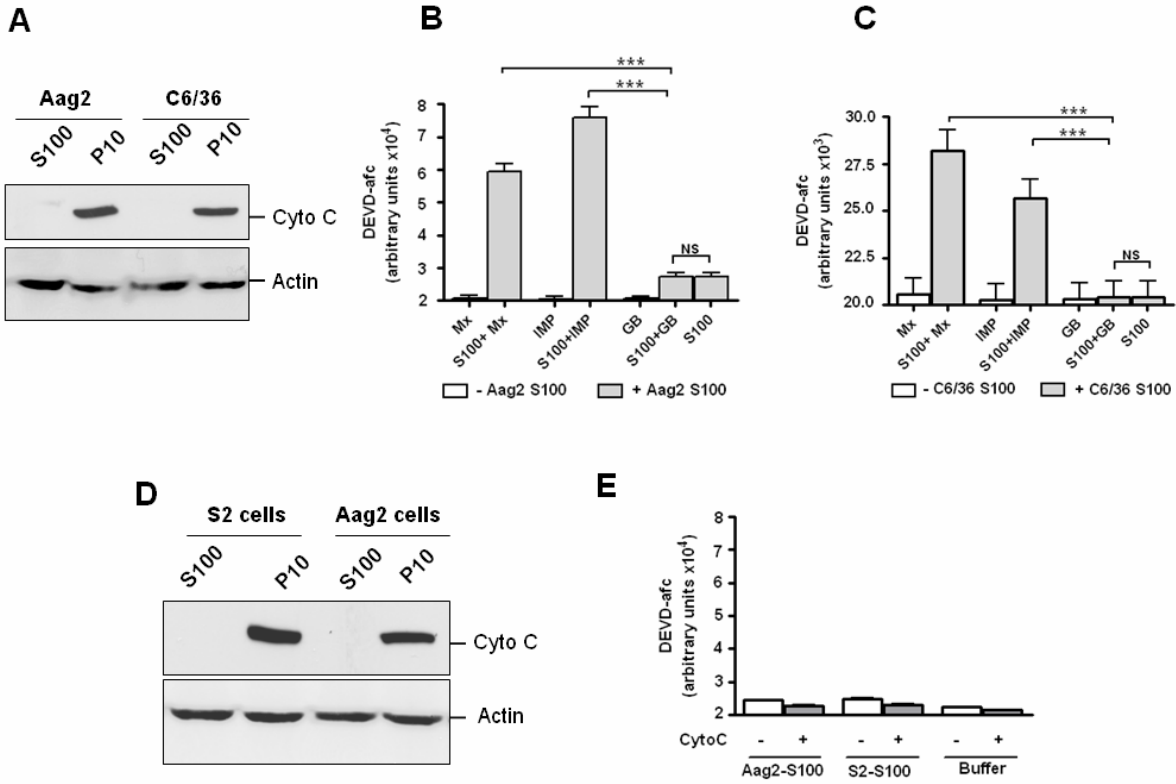 A
Aag2 C6/36
S100 P10 S100 P10
Cyto C
Actin
B
DEVD-afc
(arbitrary units x10⁴)
8
7
6
5
4
3
2
***
***
NS
Mx S100+ Mx IMP S100+IMP GB S100+GB S100
- Aag2 S100 + Aag2 S100
C
DEVD-afc
(arbitrary units x10³)
30.0
27.5
25.0
22.5
20.0
***
***
NS
Mx S100+ Mx IMP S100+IMP GB S100+GB S100
- C6/36 S100 + C6/36 S100
D
S2 cells Aag2 cells
S100 P10 S100 P10
Cyto C
Actin
E
DEVD-afc
(arbitrary units x10⁴)
8
7
6
5
4
3
2
CytoC - + - + - +
Aag2-S100 S2-S100 Buffer